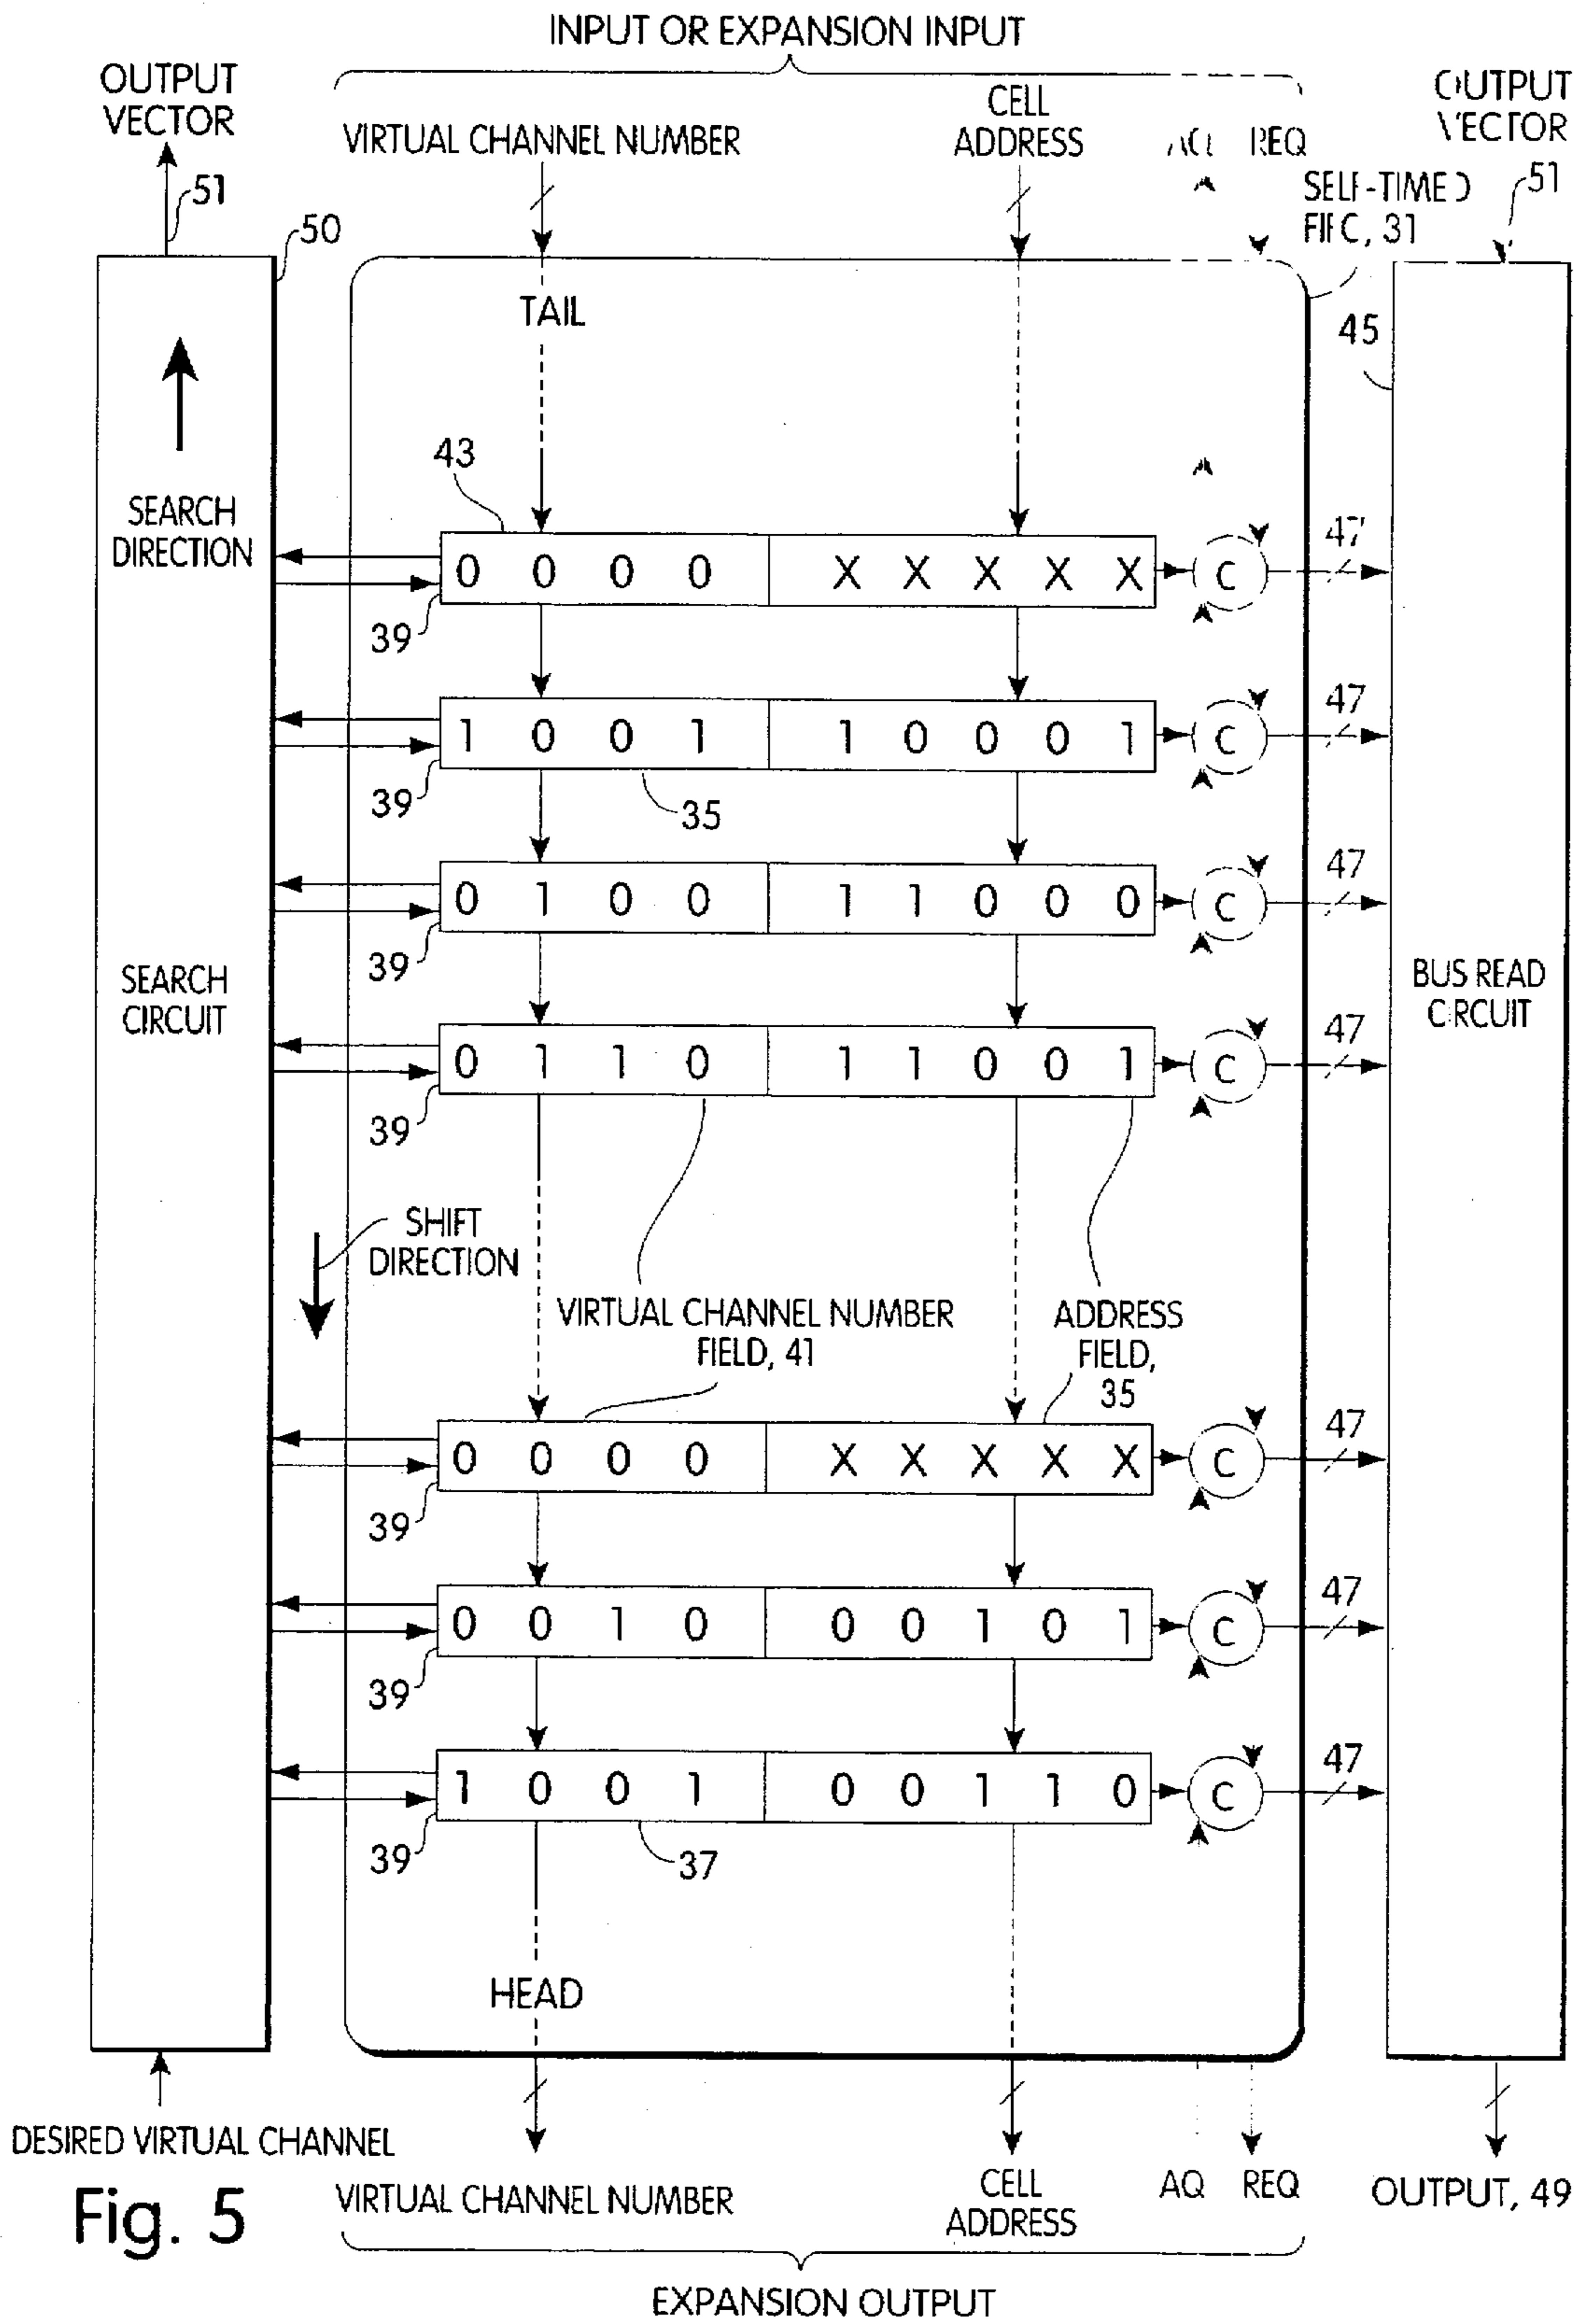 INPUT OR EXPANSION INPUT
OUTPUT
VECTOR
VIRTUAL CHANNEL NUMBER
CELL
ADDRESS
REQ
OUTPUT
VECTOR
51
50
SELF-TIMED
FIFO, 31
51
TAIL
45
43
SEARCH
DIRECTION
0 0 0 0 X X X X X
C
47
39
1 0 0 1 1 0 0 0 1
C
47
39
35
0 1 0 0 1 1 0 0 0
C
47
39
SEARCH
CIRCUIT
BUS READ
CIRCUIT
0 1 1 0 1 1 0 0 1
C
47
39
SHIFT
DIRECTION
VIRTUAL CHANNEL NUMBER
FIELD, 41
ADDRESS
FIELD,
35
0 0 0 0 X X X X X
C
47
39
0 0 1 0 0 0 1 0 1
C
47
39
1 0 0 1 0 0 1 1 0
C
47
39
37
HEAD
DESIRED VIRTUAL CHANNEL
Fig. 5
VIRTUAL CHANNEL NUMBER
CELL
ADDRESS
AQ REQ
OUTPUT, 49
EXPANSION OUTPUT